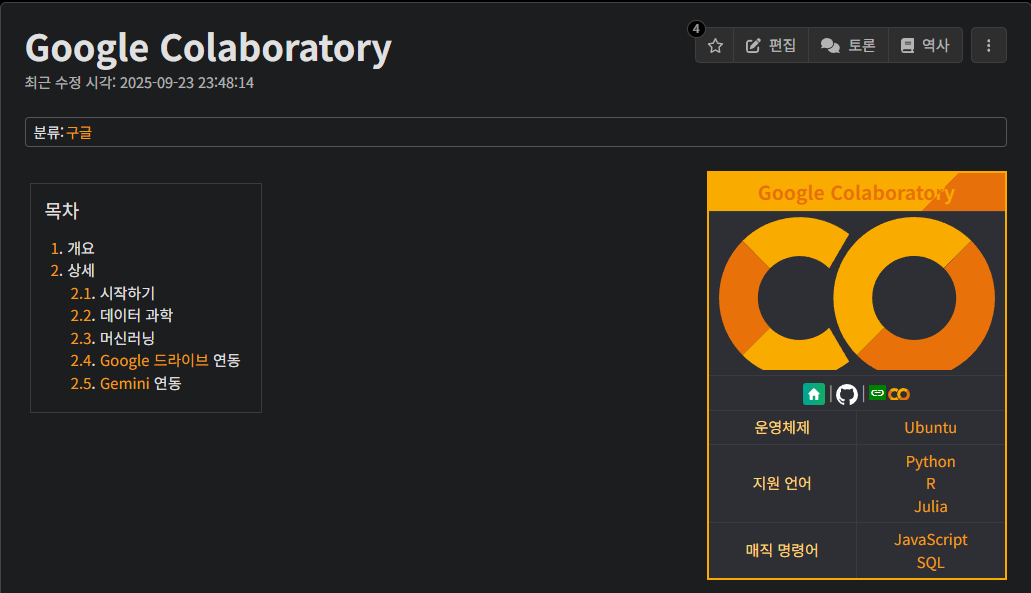 Google Colaboratory
4
편집
토론
역사
최근 수정 시각: 2025-09-23 23:48:14
분류: 구글
목차
1. 개요
2. 상세
2.1. 시작하기
2.2. 데이터 과학
2.3. 머신러닝
2.4. Google 드라이브 연동
2.5. Gemini 연동
Google Colaboratory
| |
운영체제 Ubuntu
지원 언어 Python
R
Julia
매직 명령어 JavaScript
SQL